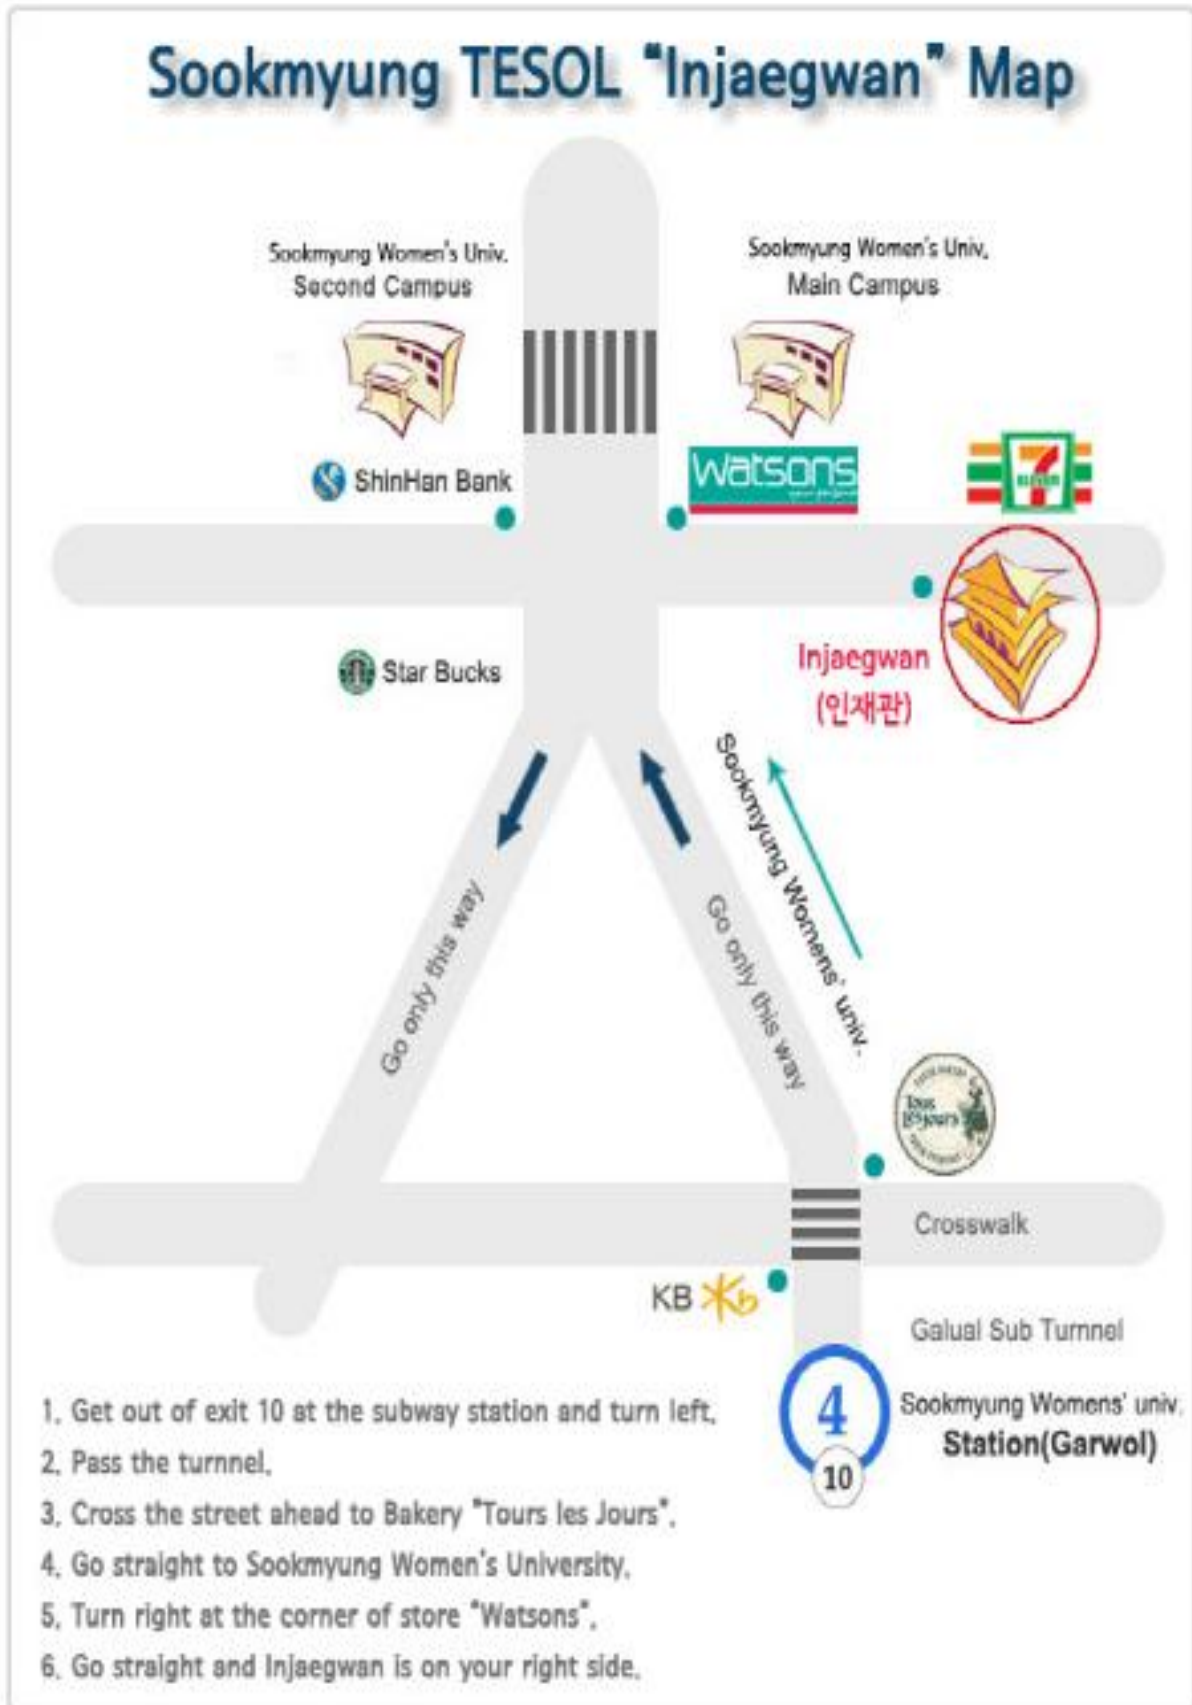 Sookmyung TESOL "Injaegwan" Map
Sookmyung Women's Univ.
Second Campus
Sookmyung Women's Univ.
Main Campus
ShinHan Bank
watsons
7
ELEVEN
Star Bucks
Injaegwan
(인재관)
Sookmyung Womens' univ.
Go only this way
Go only this way
TOUS
Les Jours
Crosswalk
KB
Galual Sub Turnnel
4
10
Sookmyung Womens' univ.
Station(Garwol)
1. Get out of exit 10 at the subway station and turn left.
2. Pass the turnnel.
3. Cross the street ahead to Bakery "Tours les Jours".
4. Go straight to Sookmyung Women's University.
5. Turn right at the corner of store "Watsons".
6. Go straight and Injaegwan is on your right side.